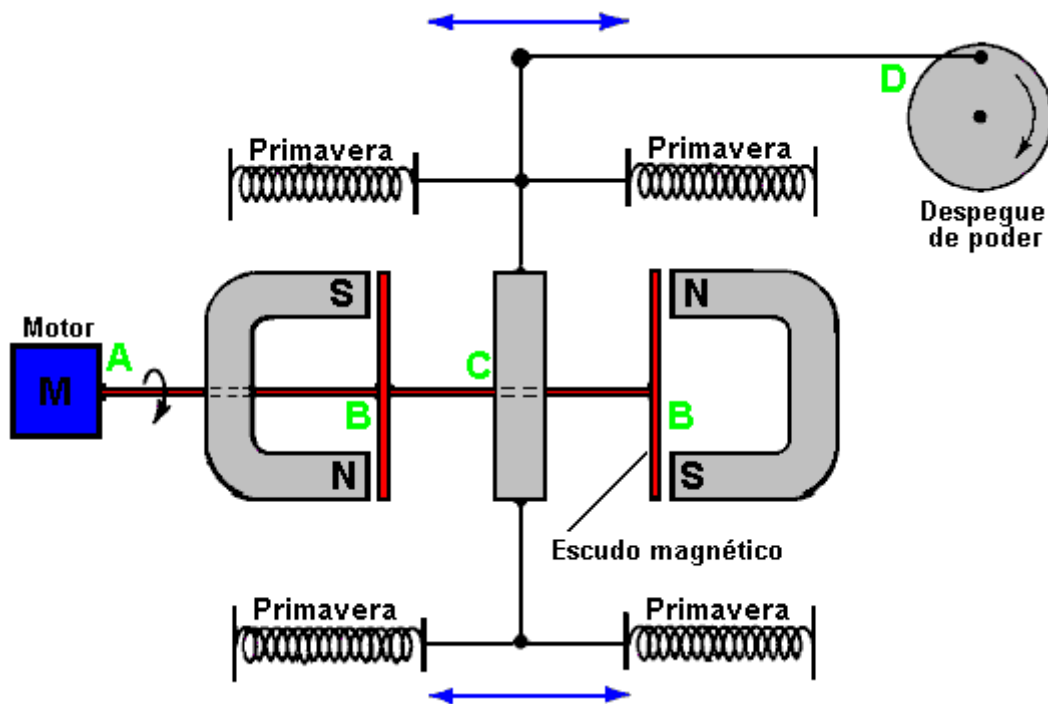 D
Primavera
Primavera
Despegue
de poder
S
N
Motor
A
C
M
B
B
N
S
Escudo magnético
Primavera
Primavera